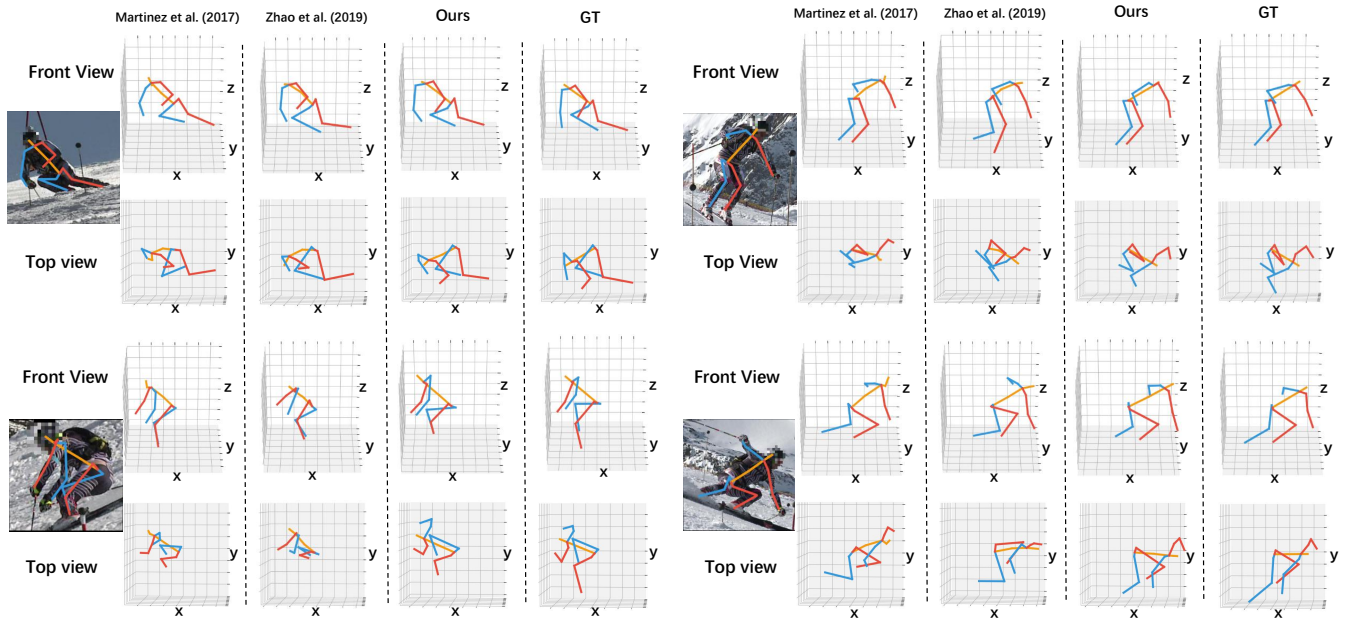 Martinez et al. (2017) Zhao et al. (2019) Ours GT
Front View
z
z
z
z
y
y
y
y
x
x
x
x
Top view
y
y
y
y
x
x
x
x
Front View
z
z
z
z
y
y
y
y
x
x
x
x
Top view
y
y
y
y
x
x
x
x
Martinez et al. (2017) Zhao et al. (2019) Ours GT
Front View
z
z
z
z
y
y
y
y
x
x
x
x
Top View
y
y
y
y
x
x
x
x
Front View
z
z
z
z
y
y
y
y
x
x
x
x
Top view
y
y
y
y
x
x
x
x